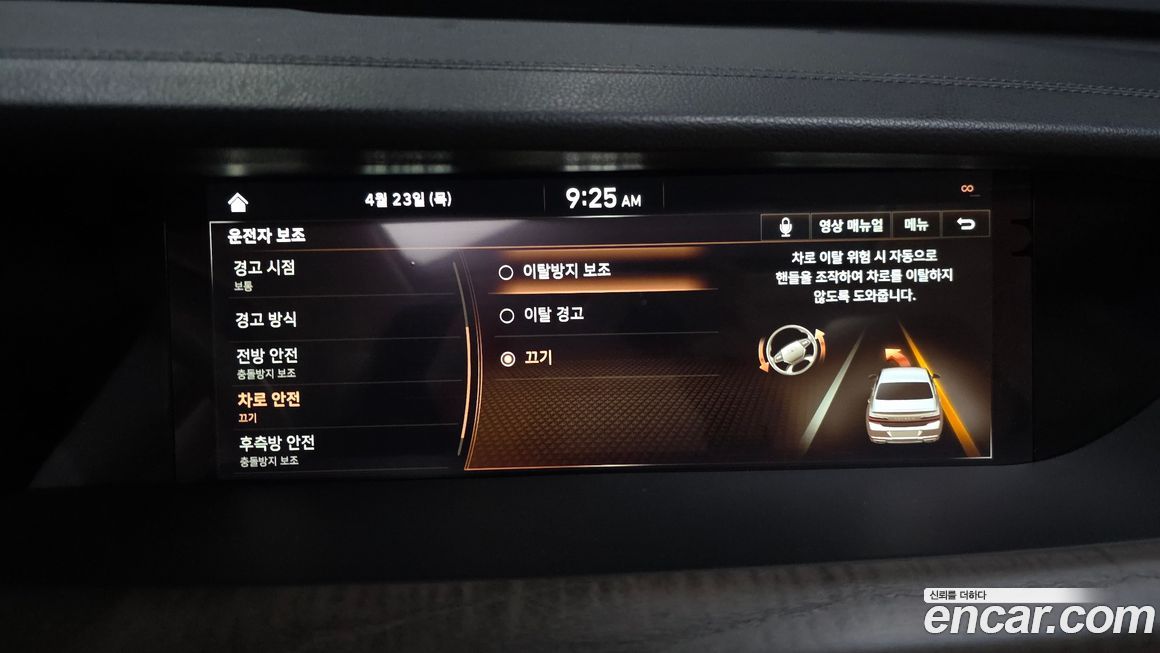 4월 23일 (목)
9:25 AM
운전자 보조
영상 매뉴얼
메뉴
경고 시점
보통
경고 방식
전방 안전
충돌방지 보조
차로 안전
끄기
후측방 안전
충돌방지 보조
이탈방지 보조
이탈 경고
끄기
차로 이탈 위험 시 자동으로
핸들을 조작하여 차로를 이탈하지
않도록 도와줍니다.
신뢰를 더하다
encar.com